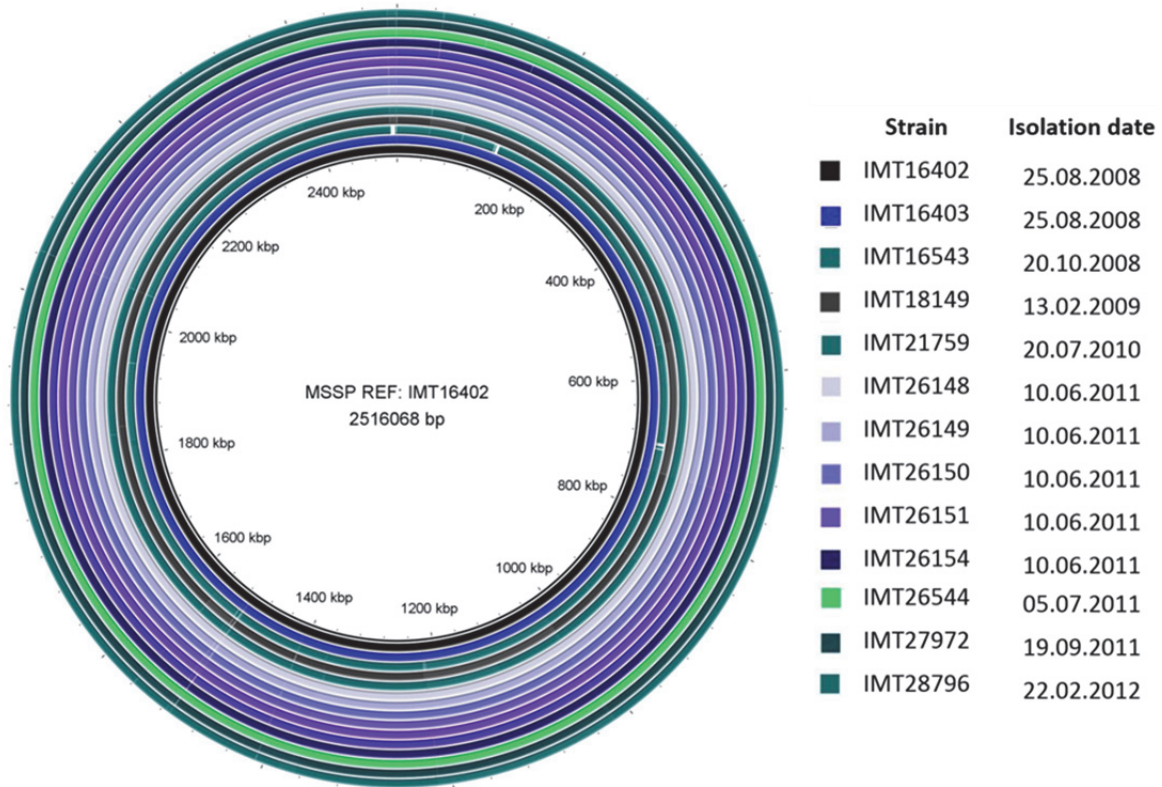 2400 kbp
200 kbp
2200 kbp
400 kbp
2000 kbp
600 kbp
MSSP REF: IMT16402
2516068 bp
1800 kbp
800 kbp
1600 kbp
1000 kbp
1400 kbp
1200 kbp
Strain Isolation date
IMT16402 25.08.2008
IMT16403 25.08.2008
IMT16543 20.10.2008
IMT18149 13.02.2009
IMT21759 20.07.2010
IMT26148 10.06.2011
IMT26149 10.06.2011
IMT26150 10.06.2011
IMT26151 10.06.2011
IMT26154 10.06.2011
IMT26544 05.07.2011
IMT27972 19.09.2011
IMT28796 22.02.2012